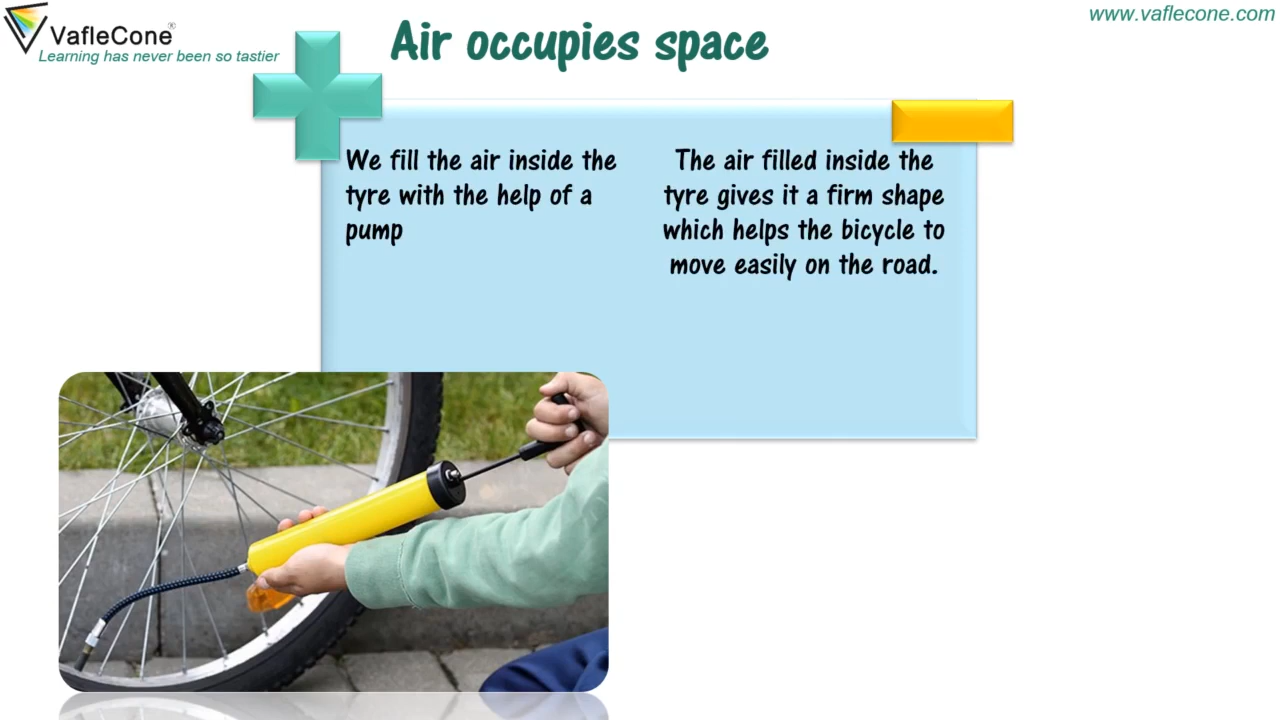 VafleCone®
Learning has never been so tastier
www.vaflecone.com
Air occupies space
We fill the air inside the
tyre with the help of a
pump
The air filled inside the
tyre gives it a firm shape
which helps the bicycle to
move easily on the road.